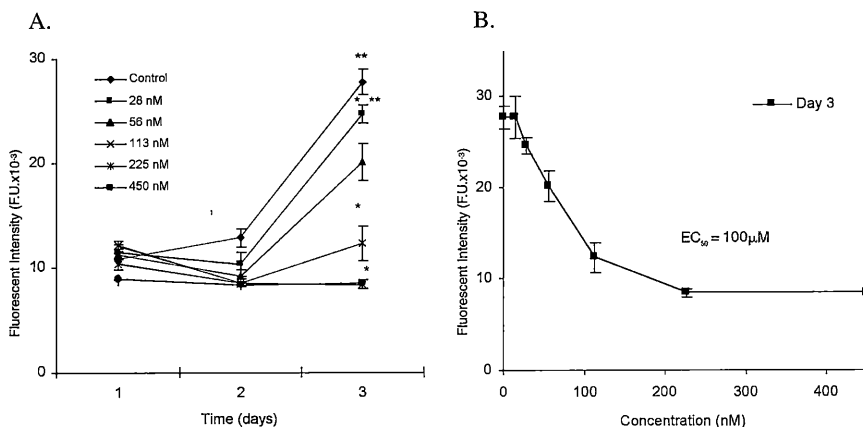 A.
30
20
10
0
Fluorescent Intensity (F.U.x10⁻³)
Control
28 nM
56 nM
113 nM
225 nM
450 nM
**
* **
*
*
1 2 3
Time (days)
B.
30
20
10
0
Fluorescent Intensity (F.U.x10⁻³)
Day 3
EC₅₀ = 100µM
0 100 200 300 400
Concentration (nM)